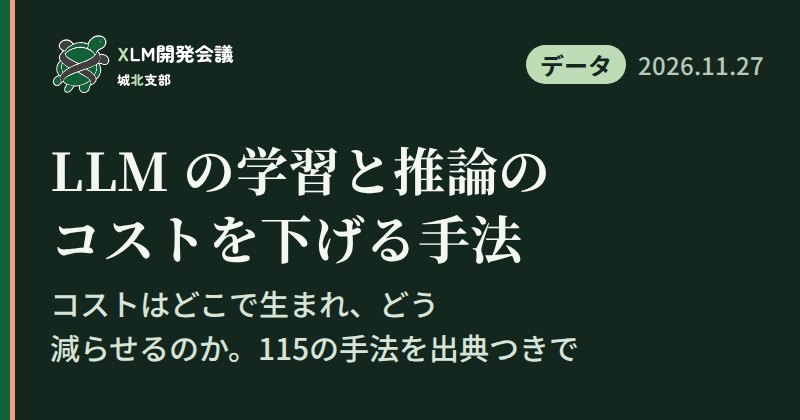 XLM開発会議
城北支部
データ 2026.11.27
LLM の学習と推論の
コストを下げる手法
コストはどこで生まれ、どう
減らせるのか。115の手法を出典つきで